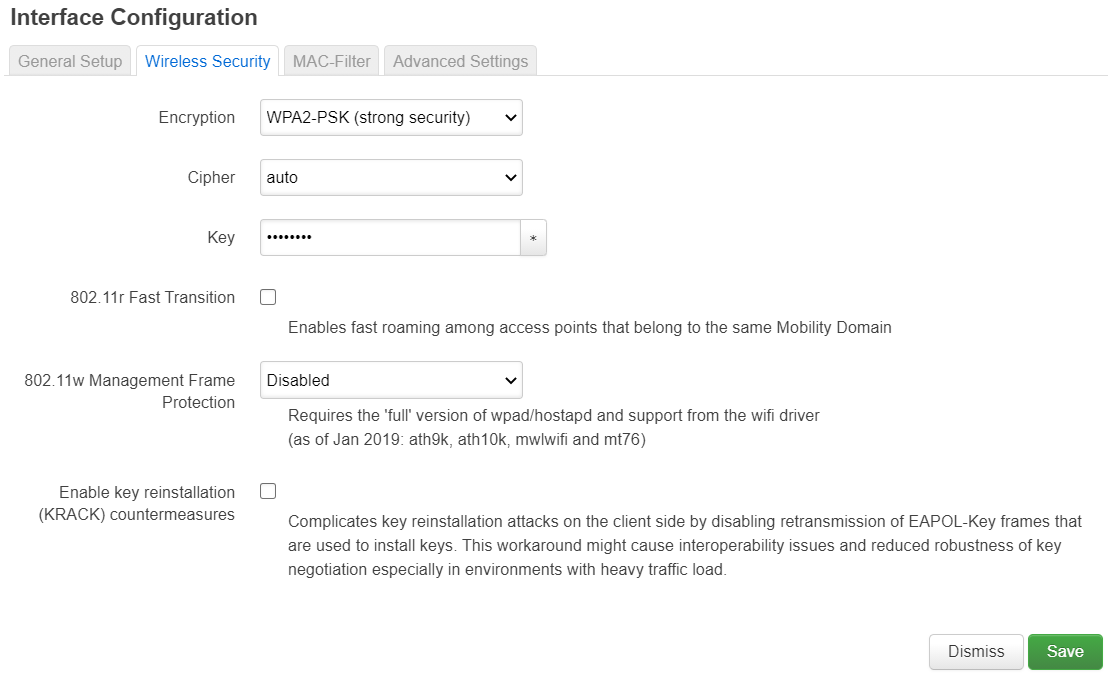 Interface Configuration
General Setup
Wireless Security
MAC-Filter
Advanced Settings
Encryption
WPA2-PSK (strong security)
Cipher
auto
Key
••••••••
*
802.11r Fast Transition
Enables fast roaming among access points that belong to the same Mobility Domain
802.11w Management Frame
Protection
Disabled
Requires the 'full' version of wpad/hostapd and support from the wifi driver
(as of Jan 2019: ath9k, ath10k, mwlwifi and mt76)
Enable key reinstallation
(KRACK) countermeasures
Complicates key reinstallation attacks on the client side by disabling retransmission of EAPOL-Key frames that
are used to install keys. This workaround might cause interoperability issues and reduced robustness of key
negotiation especially in environments with heavy traffic load.
Dismiss
Save